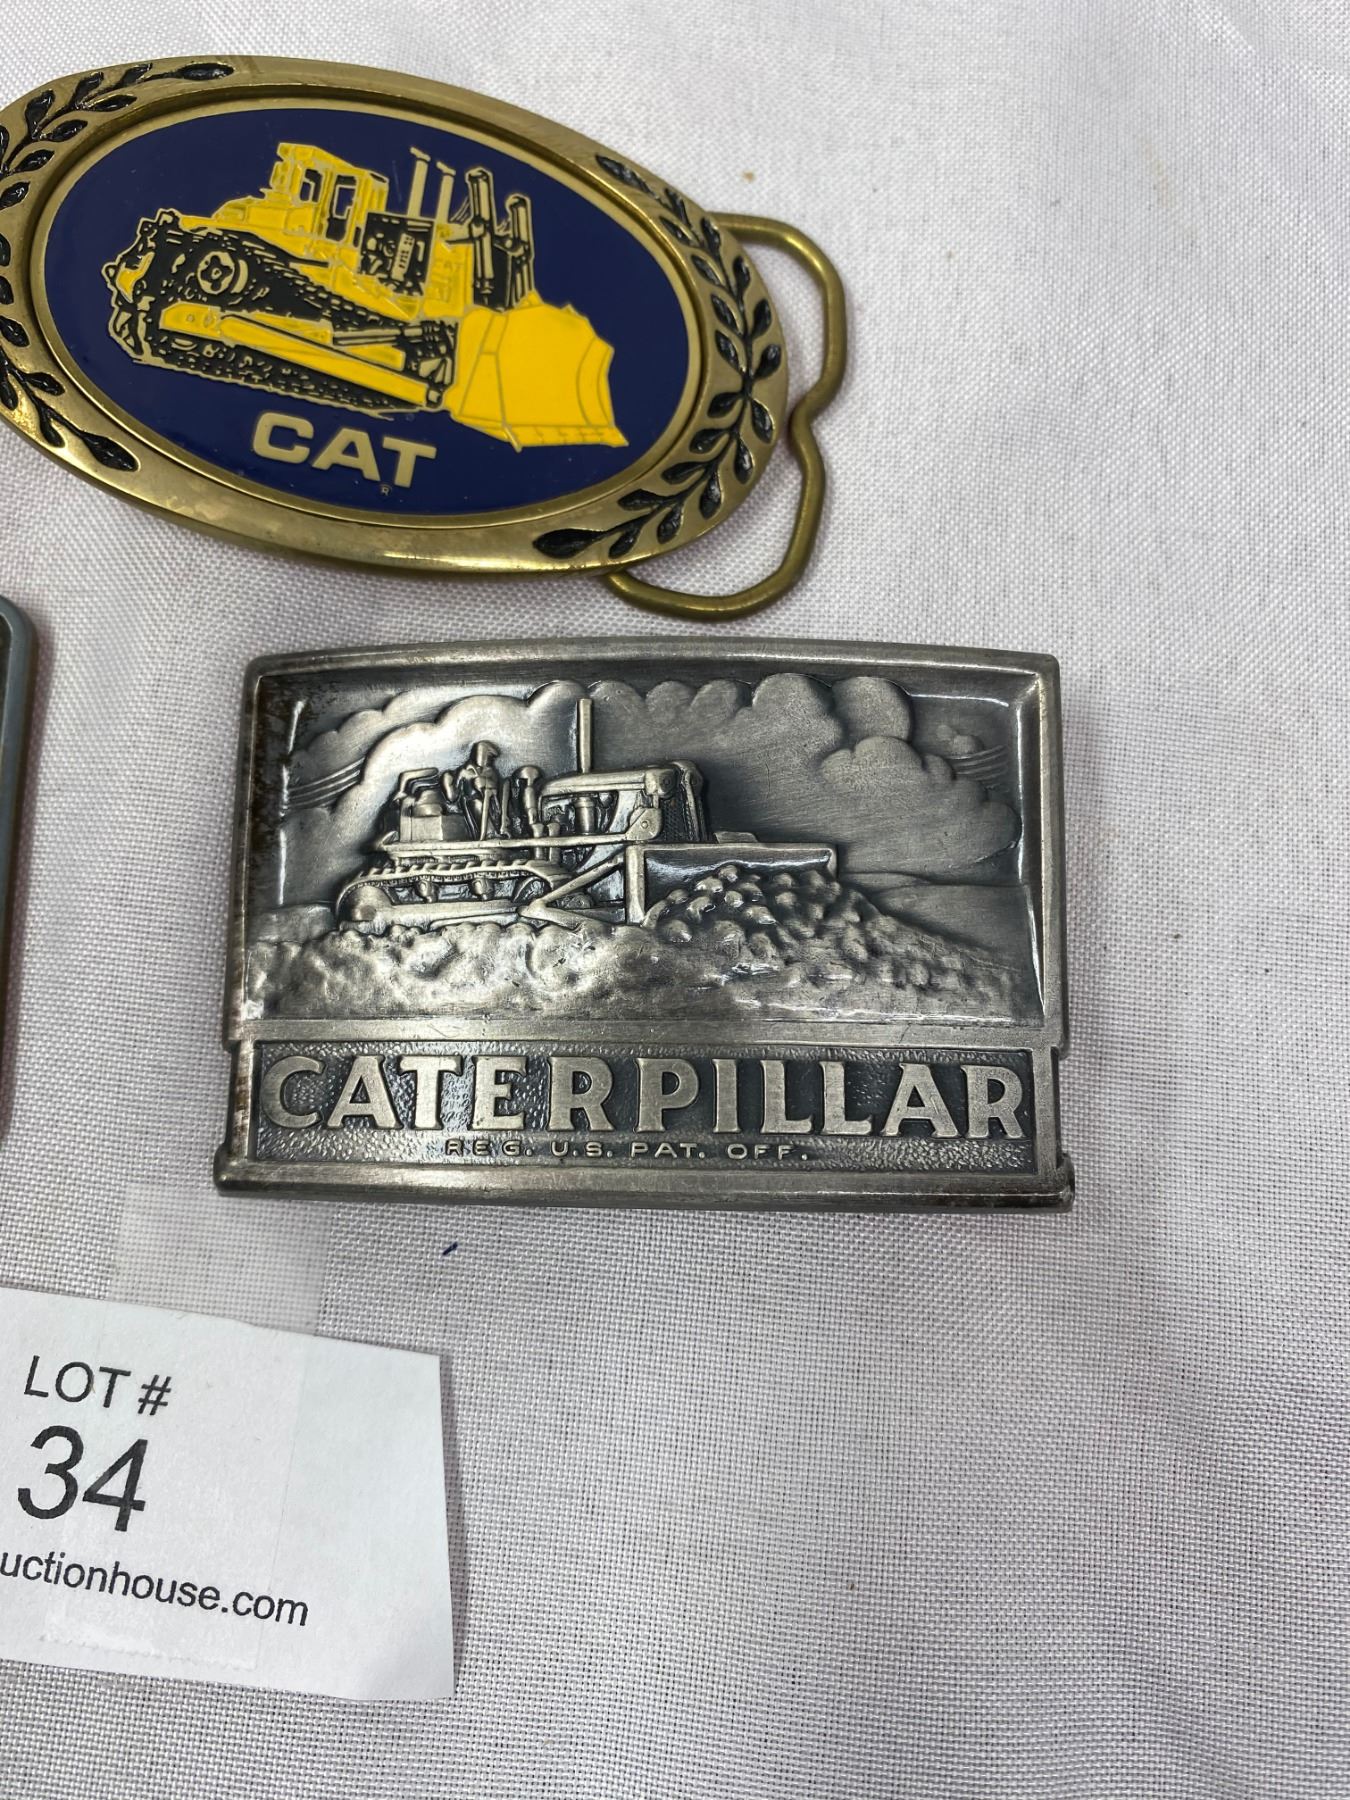 CAT
®
CATERPILLAR
REG. U.S. PAT. OFF.
LOT #
34
uctionhouse.com